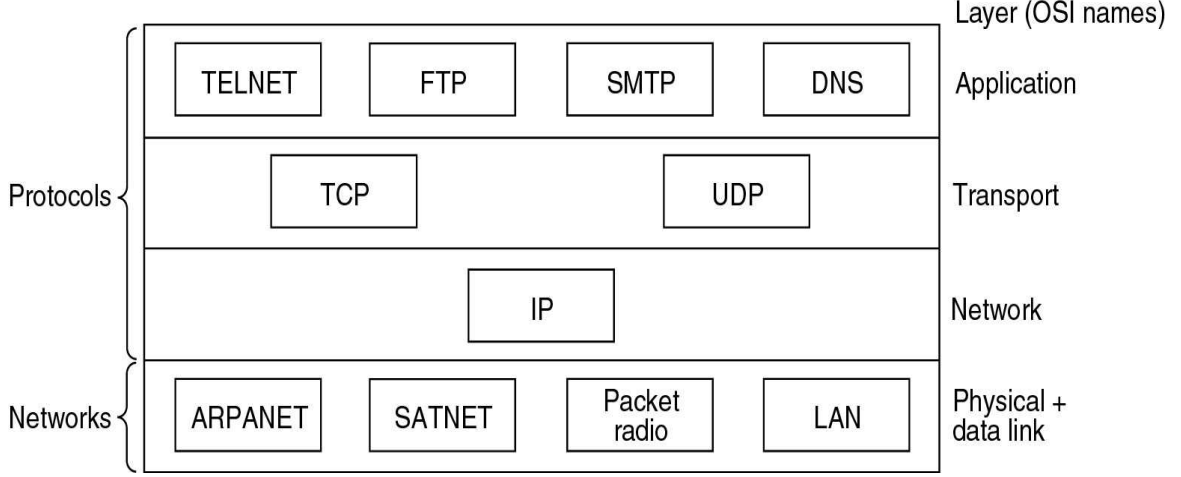 Layer (OSI names)
TELNET FTP SMTP DNS Application
Protocols TCP UDP Transport
IP Network
Networks ARPANET SATNET Packet radio LAN Physical + data link